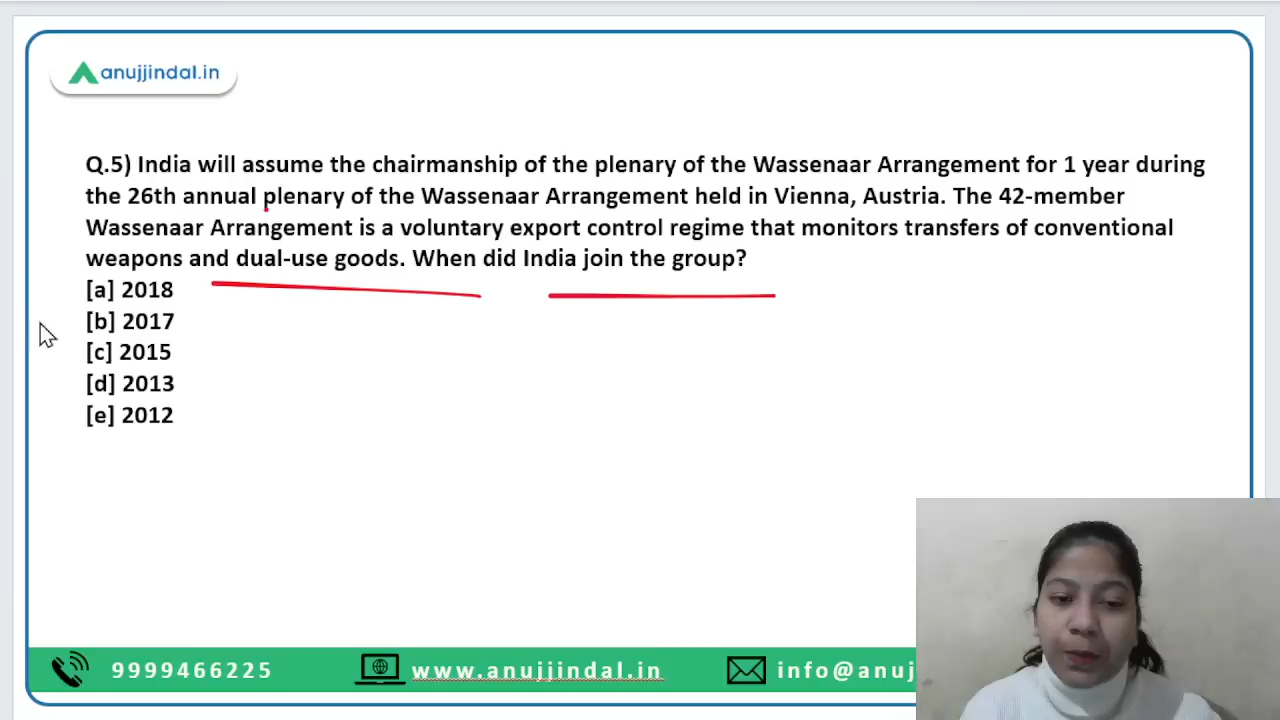 anujjindal.in
Q.5) India will assume the chairmanship of the plenary of the Wassenaar Arrangement for 1 year during
the 26th annual plenary of the Wassenaar Arrangement held in Vienna, Austria. The 42-member
Wassenaar Arrangement is a voluntary export control regime that monitors transfers of conventional
weapons and dual-use goods. When did India join the group?
[a] 2018
[b] 2017
[c] 2015
[d] 2013
[e] 2012
9999466225 www.anujjindal.in info@anuj